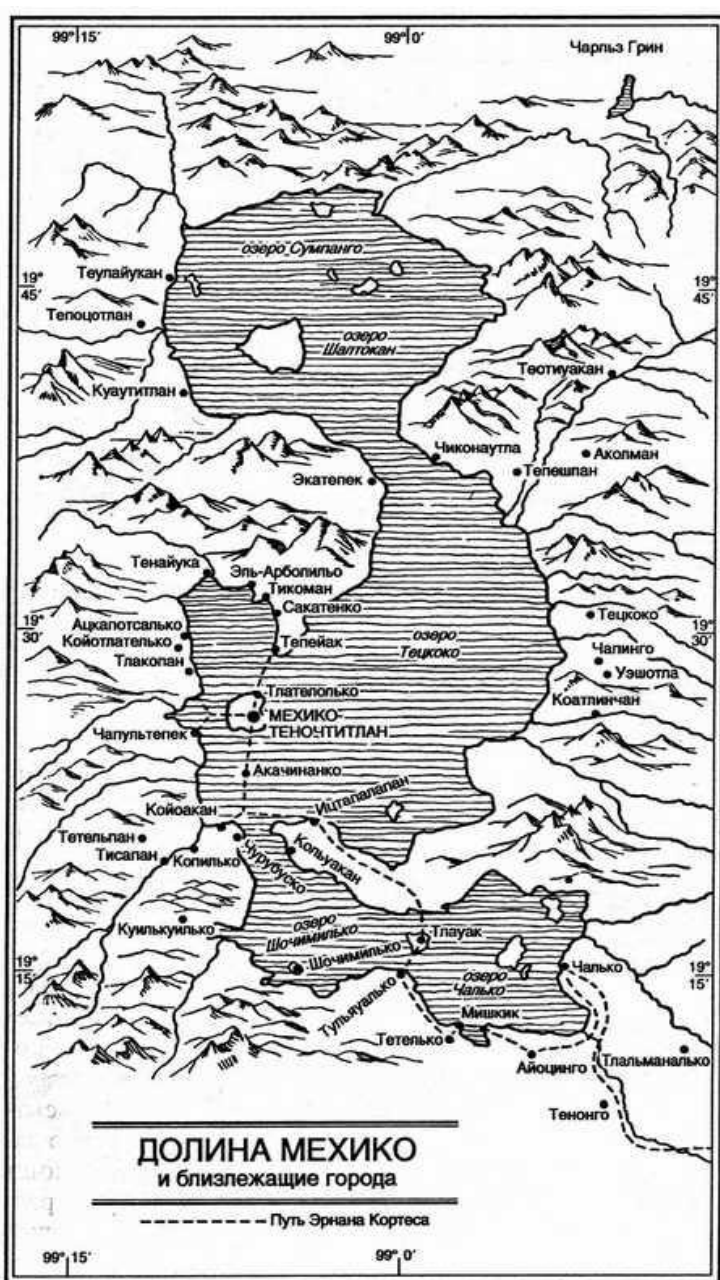 99° 15′
99° 0′
Чарльз Грин
озеро Сумпанго
Теулайукан
19°
45′
19°
45′
Тепоцотлан
озеро
Шалтокан
Теотиуакан
Куаутитлан
Чиконаутла
Аколман
Тепешпан
Экатепек
Тенайука
Эль-Арболильо
Тикоман
Сакатенко
Тецкоко
19°
30′
19°
30′
Ацкапотсалько
Койотлателько
Тлакопан
Тепейак
озеро
Тецкоко
Чапинго
Уэшотла
Тлателолько
Коатлинчан
МЕХИКО-
ТЕНОЧТИТЛАН
Чапультепек
Акачинанко
Койоакан
Ицтапалапан
Тетельпан
Тисапан
Копилько
Чурубуско
Кольуакан
Куилькуилько
озеро
Шочимилько
Тлауак
Шочимилько
19°
15′
19°
15′
озеро
Чалько
Чалько
Тульяуалько
Мишкик
Тетелько
Айоцинго
Тлальманалько
Тенонго
ДОЛИНА МЕХИКО
и близлежащие города
Путь Эрнана Кортеса
99° 15′
99° 0′